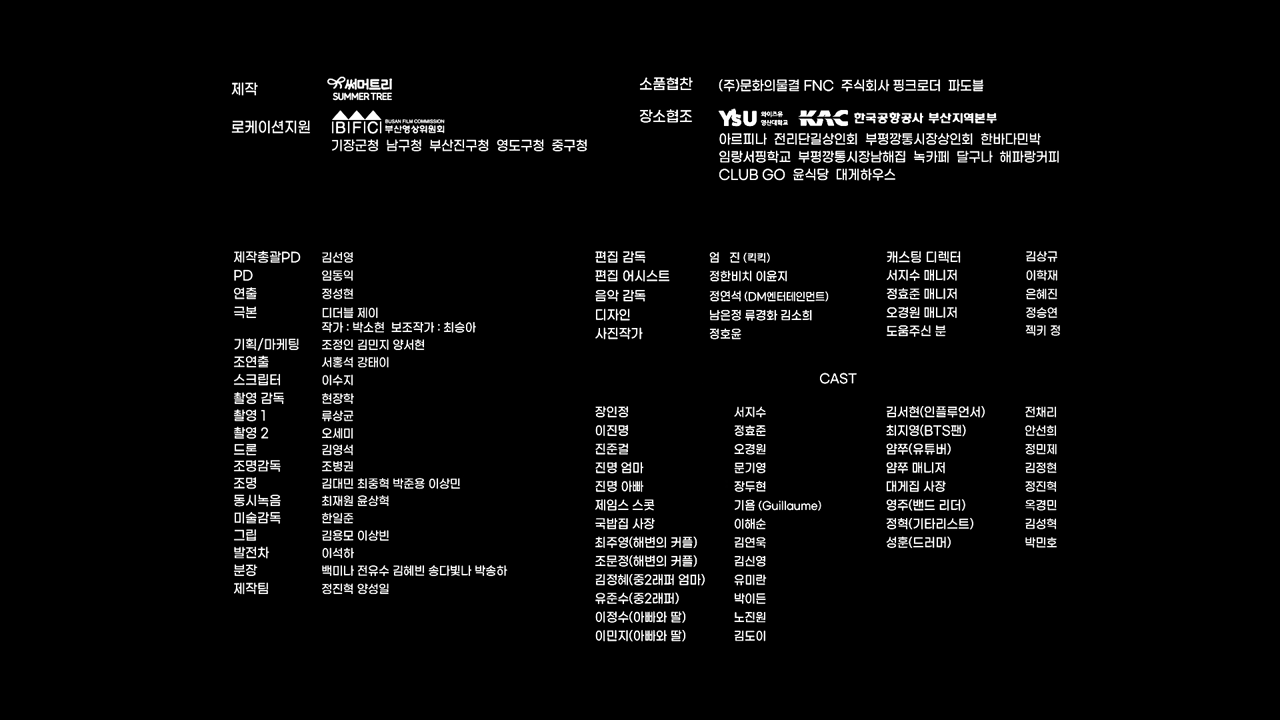 제작 써머트리
SUMMER TREE
로케이션지원 BIFC BUSAN FILM COMMISSION 부산영상위원회
기장군청 남구청 부산진구청 영도구청 중구청
소품협찬 (주)문화의물결 FNC 주식회사 핑크로더 파도블
장소협조 YSU 와이즈유 영산대학교 KAC 한국공항공사 부산지역본부
아르피나 전리단길상인회 부평깡통시장상인회 한바다민박
임랑서핑학교 부평깡통시장남해집 녹카페 달구나 해파랑커피
CLUB GO 윤식당 대게하우스
제작총괄PD 김선영
PD 임동익
연출 정성현
극본 디더블 제이
작가 : 박소현 보조작가 : 최승아
기획/마케팅 조정인 김민지 양서현
조연출 서홍석 강태이
스크립터 이수지
촬영 감독 현장학
촬영 1 류상균
촬영 2 오세미
드론 김영석
조명감독 조병권
조명 김대민 최중혁 박준용 이상민
동시녹음 최재원 윤상혁
미술감독 한일준
그립 김용모 이상빈
발전차 이석하
분장 백미나 전유수 김혜빈 송다빛나 박송하
제작팀 정진혁 양성일
편집 감독 엄 진 (킥킥)
편집 어시스트 정한비치 이윤지
음악 감독 정연석 (DM엔터테인먼트)
디자인 남은정 류경화 김소희
사진작가 정호윤
캐스팅 디렉터 김상규
서지수 매니저 이학재
정효준 매니저 은혜진
오경원 매니저 정승연
도움주신 분 젝키 정
CAST
장인정 서지수
이진명 정효준
진준걸 오경원
진명 엄마 문기영
진명 아빠 장두현
제임스 스콧 기욤 (Guillaume)
국밥집 사장 이해순
최주영(해변의 커플) 김연욱
조문정(해변의 커플) 김신영
김정혜(중2래퍼 엄마) 유미란
유준수(중2래퍼) 박이든
이정수(아빠와 딸) 노진원
이민지(아빠와 딸) 김도이
김서현(인플루언서) 전채리
최지영(BTS팬) 안선희
얌쭈(유튜버) 정민제
얌쭈 매니저 김정현
대게집 사장 정진혁
영주(밴드 리더) 옥경민
정혁(기타리스트) 김성혁
성훈(드러머) 박민호